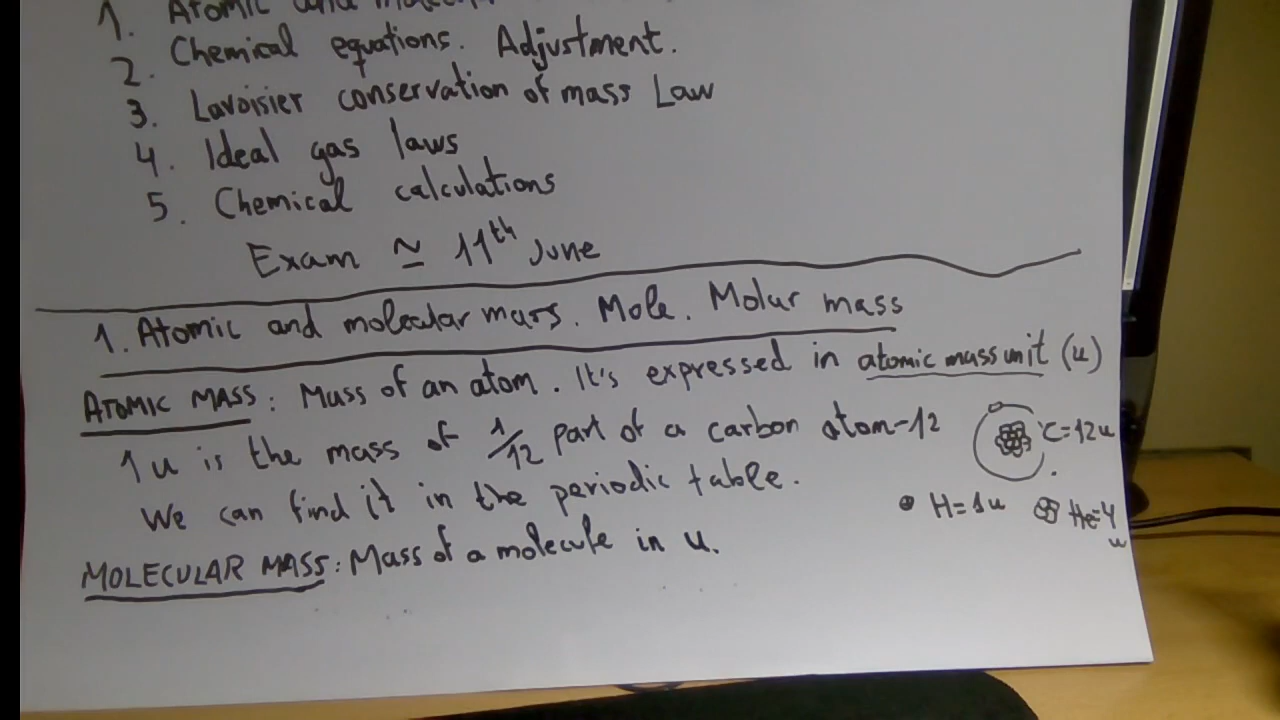 1. Atomic and
2. Chemical equations. Adjustment.
3. Lavoisier conservation of mass Law
4. Ideal gas laws
5. Chemical calculations
Exam ≃ 11th June
1. Atomic and molecular mass. Mole. Molar mass
ATOMIC MASS: Mass of an atom. It's expressed in atomic mass unit (u)
1u is the mass of 1/12 part of a carbon atom-12
C=12u
We can find it in the periodic table.
H=1u He=4u
MOLECULAR MASS: Mass of a molecule in u.